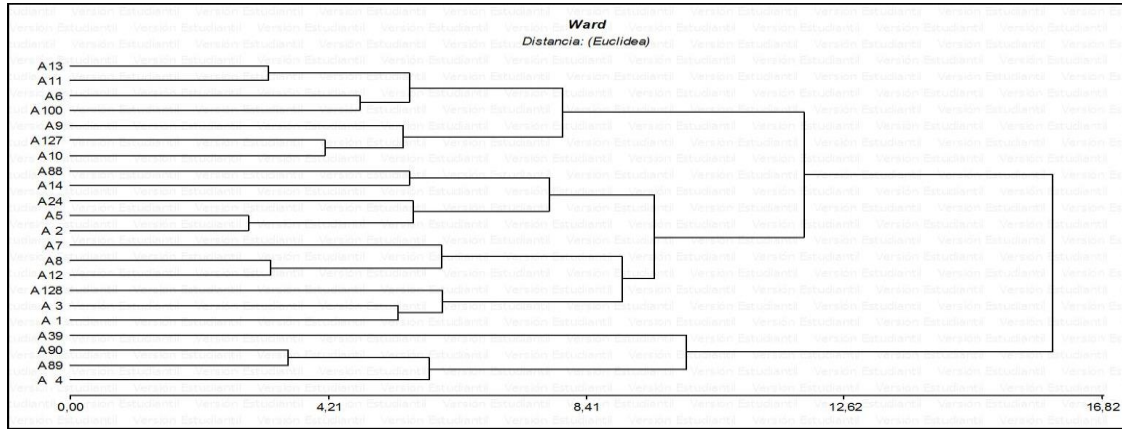 Ward
Distancia: (Euclidea)
A13
A11
A6
A100
A9
A127
A10
A88
A14
A24
A5
A 2
A7
A8
A12
A128
A 3
A 1
A39
A90
A89
A 4
0,00 4,21 8,41 12,62 16,82